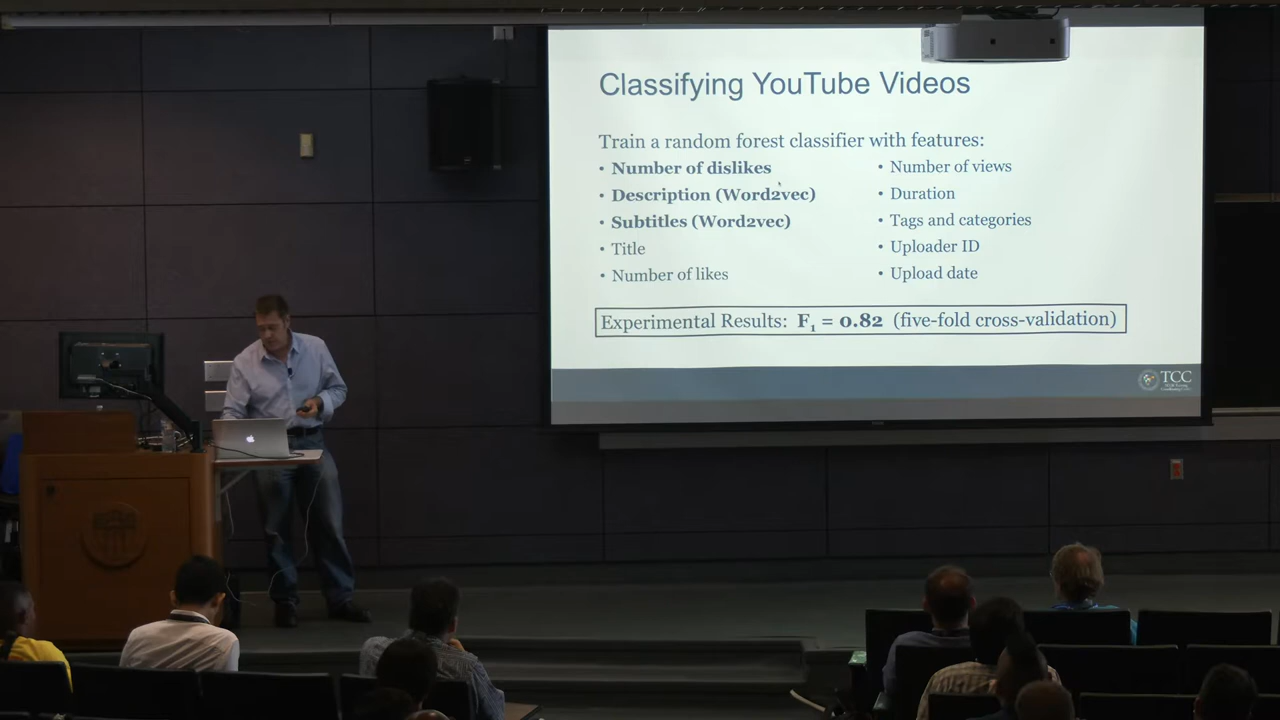 Classifying YouTube Videos
Train a random forest classifier with features:
• Number of dislikes
• Description (Word2vec)
• Subtitles (Word2vec)
• Title
• Number of likes
• Number of views
• Duration
• Tags and categories
• Uploader ID
• Upload date
Experimental Results: F₁ = 0.82 (five-fold cross-validation)
TCC